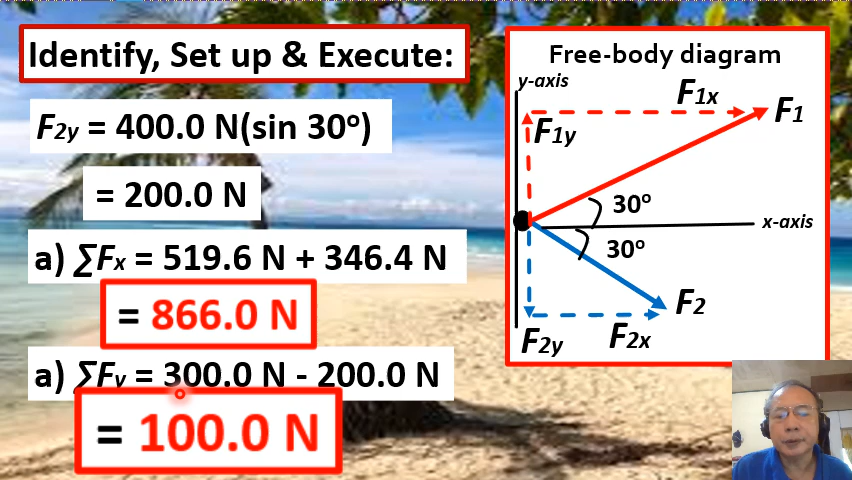 Identify, Set up & Execute:
F2y = 400.0 N(sin 30º)
= 200.0 N
a) ∑Fx = 519.6 N + 346.4 N
= 866.0 N
a) ∑Fy = 300.0 N - 200.0 N
= 100.0 N
Free-body diagram
y-axis
F1x
F1
F1y
30º
x-axis
30º
F2
F2y
F2x